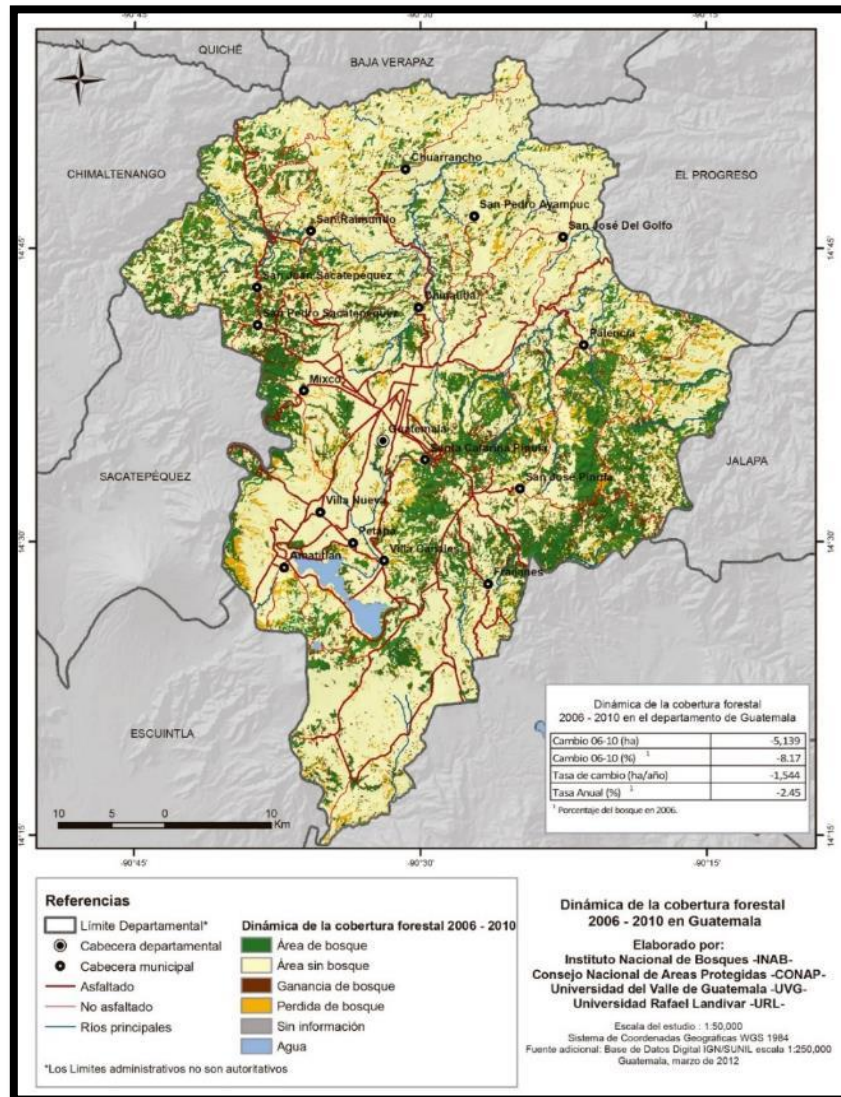 -90°45'
-90°30'
-90°15'
N
QUICHÉ
BAJA VERAPAZ
CHIMALTENANGO
EL PROGRESO
Chuarrancho
San Pedro Ayampuc
San Raimundo
San José Del Golfo
14°45'
14°45'
San Juan Sacatepéquez
Chinautla
San Pedro Sacatepéquez
Palencia
Mixco
Guatemala
Santa Catarina Pinula
JALAPA
SACATEPÉQUEZ
San José Pinula
Villa Nueva
Petapa
14°30'
14°30'
Villa Canales
Amatitlán
Fraijanes
ESCUINTLA
Dinámica de la cobertura forestal
2006 - 2010 en el departamento de Guatemala
Cambio 06-10 (ha) -5,139
Cambio 06-10 (%) 1 -8.17
Tasa de cambio (ha/año) -1,544
Tasa Anual (%) 1 -2.45
1 Porcentaje del bosque en 2006.
10 5 0 10
Km
14°15'
14°15'
-90°45'
-90°30'
-90°15'
Referencias
Límite Departamental*
Cabecera departamental
Cabecera municipal
Asfaltado
No asfaltado
Ríos principales
*Los Limites administrativos no son autoritativos
Dinámica de la cobertura forestal 2006 - 2010
Área de bosque
Área sin bosque
Ganancia de bosque
Perdida de bosque
Sin información
Agua
Dinámica de la cobertura forestal
2006 - 2010 en Guatemala
Elaborado por:
Instituto Nacional de Bosques -INAB-
Consejo Nacional de Areas Protegidas -CONAP-
Universidad del Valle de Guatemala -UVG-
Universidad Rafael Landívar -URL-
Escala del estudio : 1:50,000
Sistema de Coordenadas Geográficas WGS 1984
Fuente adicional: Base de Datos Digital IGN/SUNIL escala 1:250,000
Guatemala, marzo de 2012